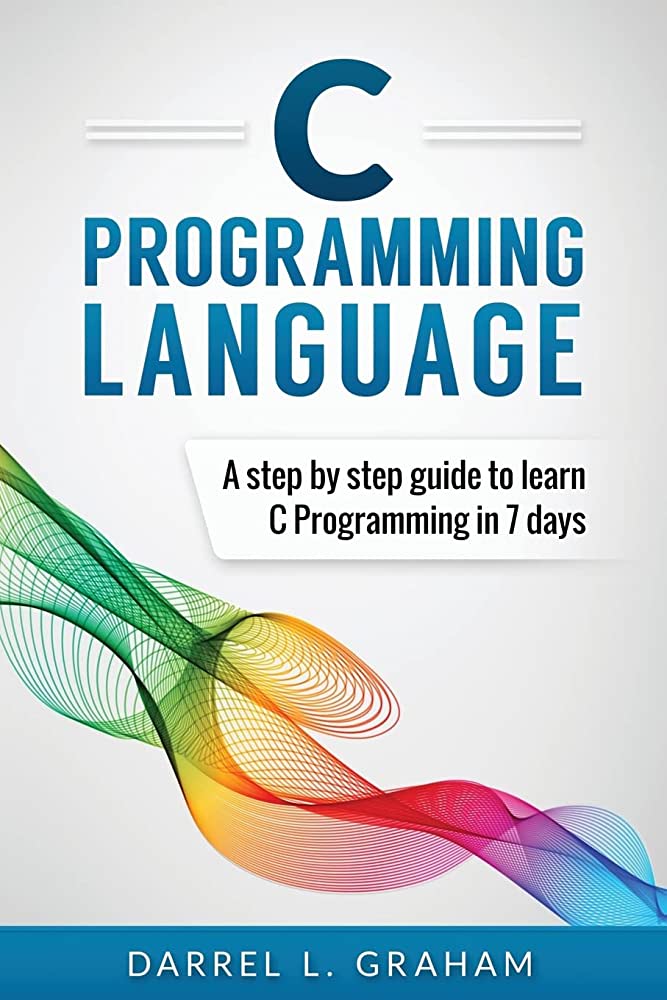 C
PROGRAMMING
LANGUAGE
A step by step guide to learn
C Programming in 7 days
DARREL L. GRAHAM